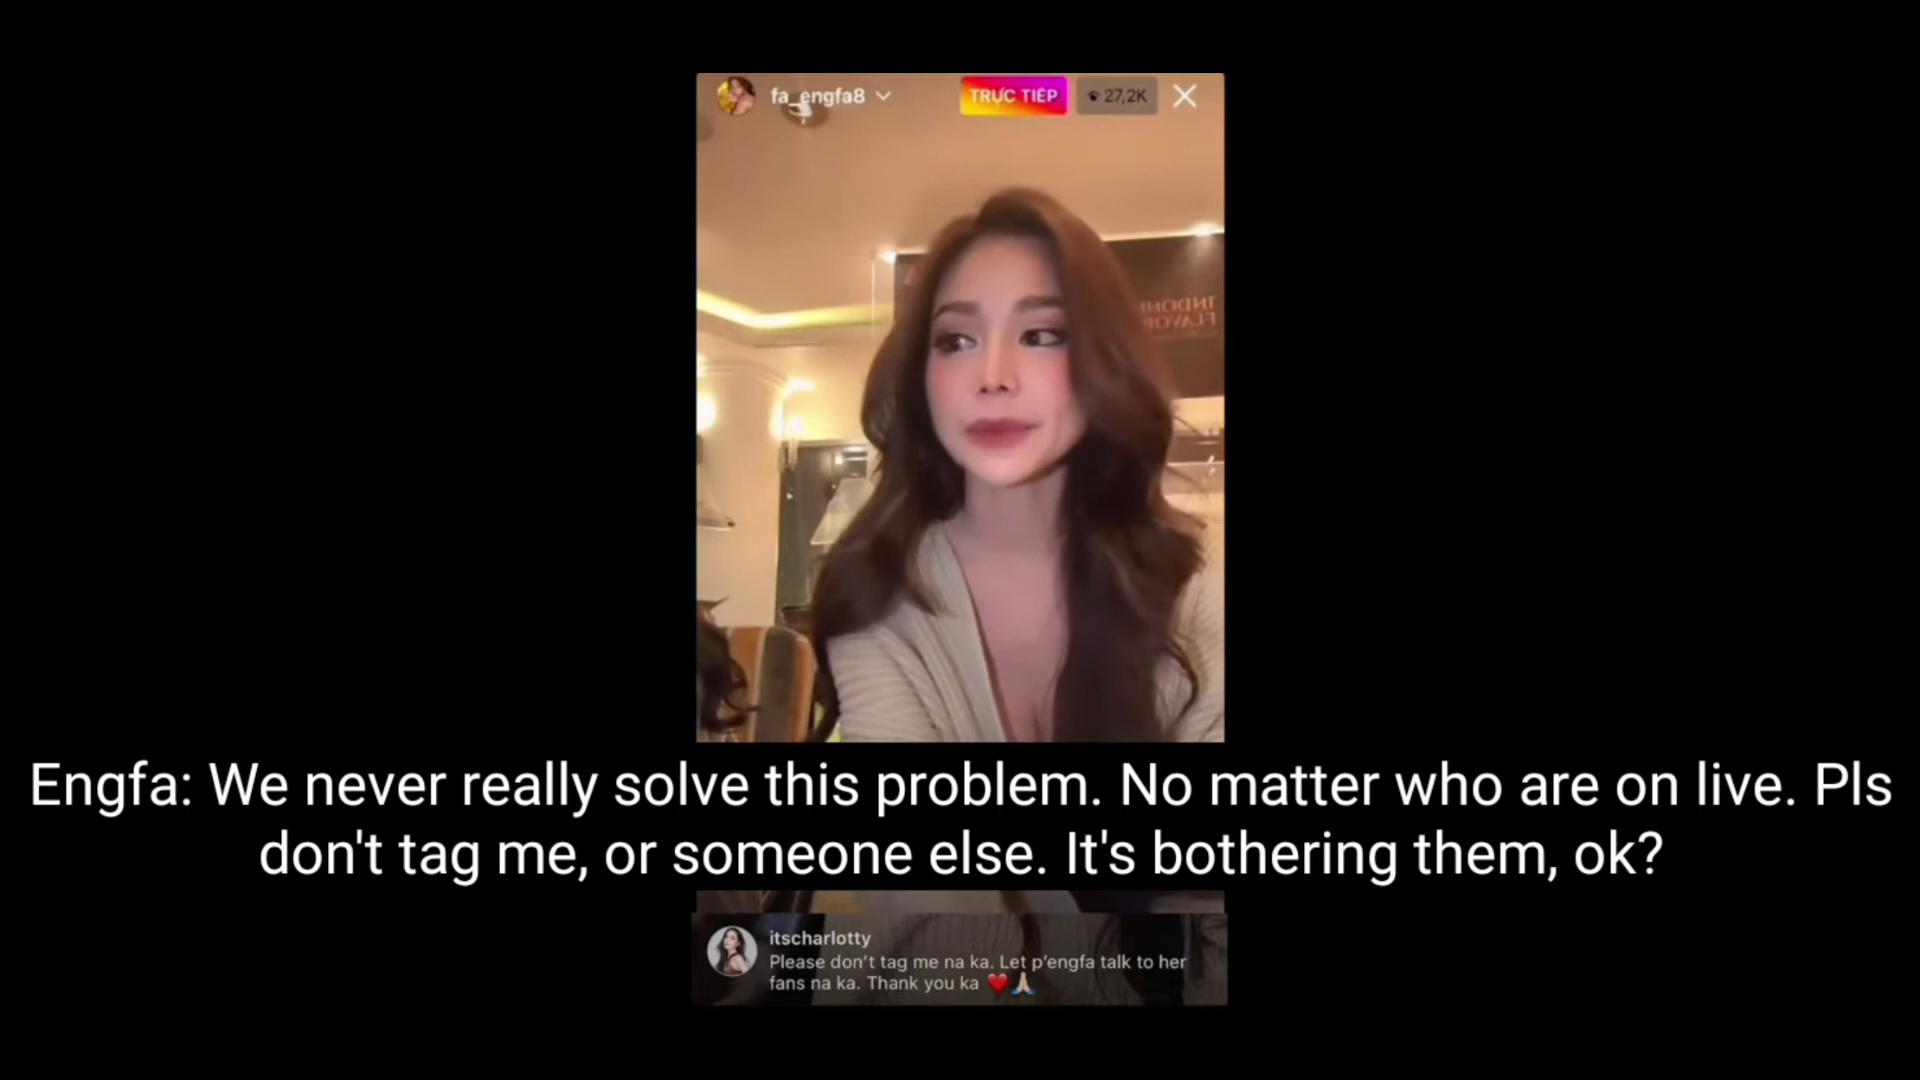 fa_engfa8
TRỰC TIẾP
27,2K
Engfa: We never really solve this problem. No matter who are on live. Pls
don't tag me, or someone else. It's bothering them, ok?
itscharlotty
Please don't tag me na ka. Let p'engfa talk to her
fans na ka. Thank you ka ❤️🙏🏻